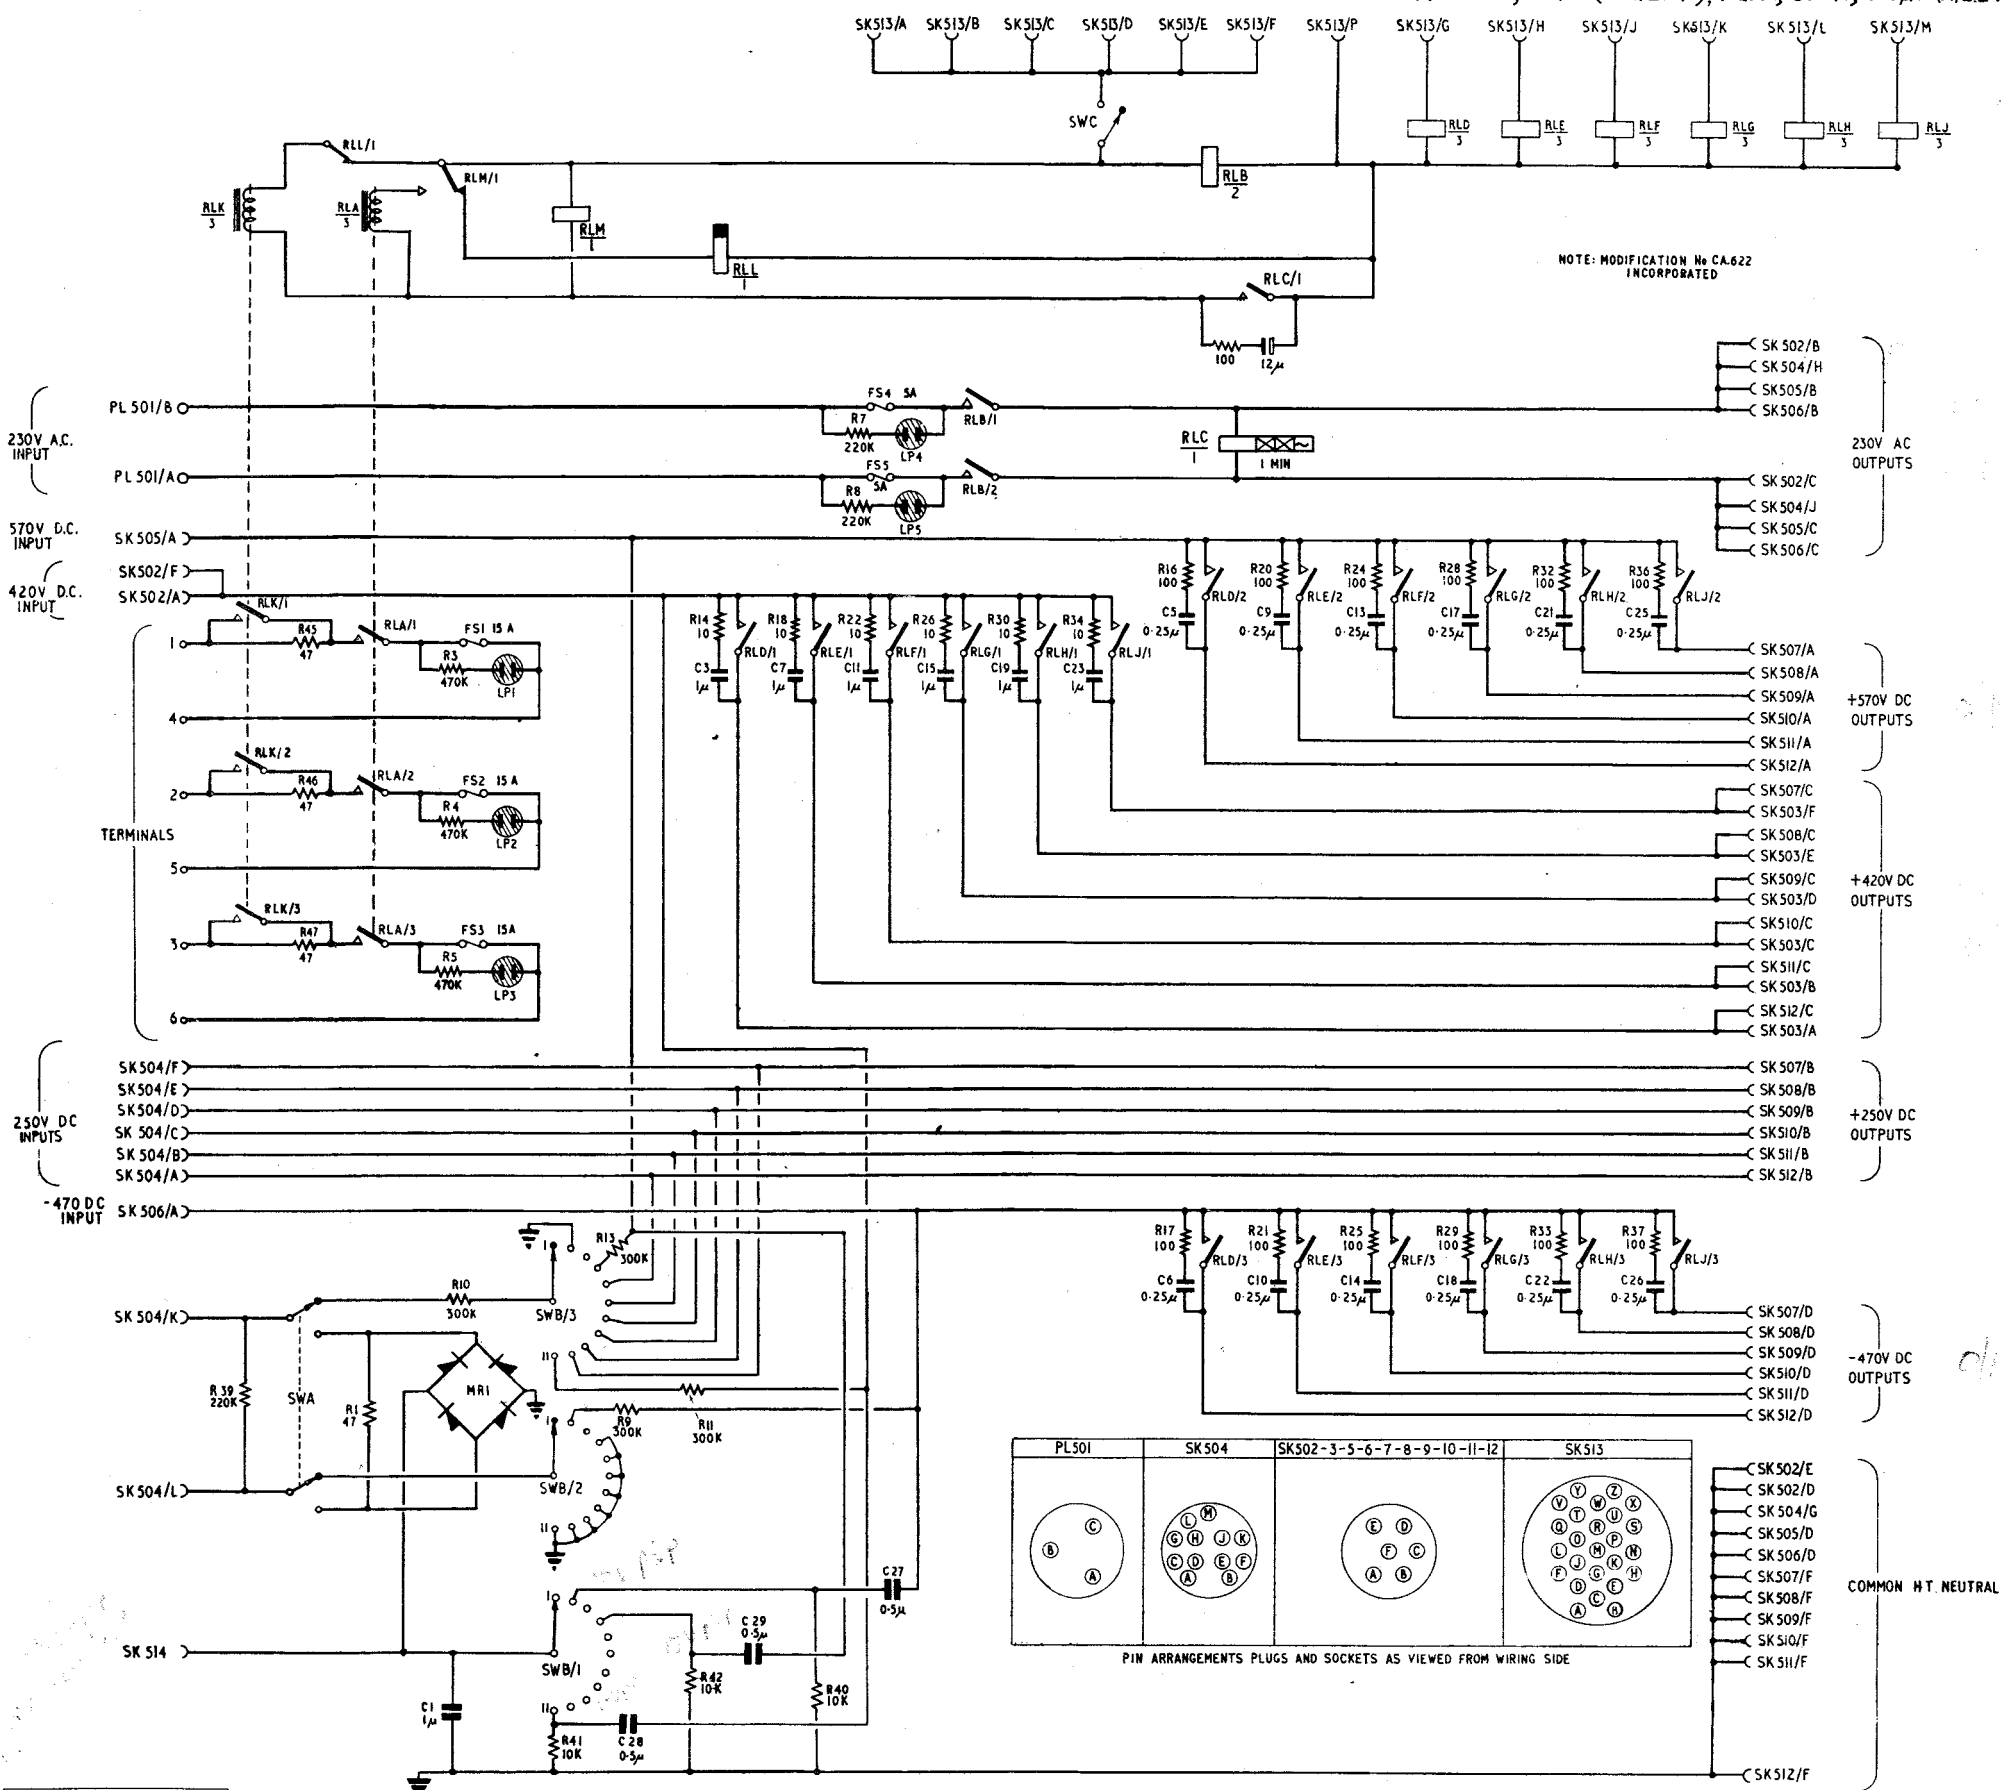 SK513/A SK513/B SK513/C SK513/D SK513/E SK513/F SK513/P SK513/G SK513/H SK513/J SK513/K SK513/L SK513/M
SWC
RLD
3
RLE
3
RLF
3
RLG
3
RLH
3
RLJ
3
RLL/1
RLM/1
RLB
2
RLK
3
RLA
3
RLM
1
RLL
1
NOTE: MODIFICATION No CA.622
INCORPORATED
RLC/1
100 12μ
SK502/B
SK504/H
SK505/B
SK506/B
230V AC
OUTPUTS
SK502/C
SK504/J
SK505/C
SK506/C
230V A.C.
INPUT
PL501/B
PL501/A
FS4 5A
R7
220K
LP4
RLB/1
FS5
5A
R8
220K
LP5
RLB/2
RLC
1
1 MIN
570V D.C.
INPUT
SK505/A
420V D.C.
INPUT
SK502/F
SK502/A
RLK/1
R45
47
RLA/1
FS1 15A
R3
470K
LP1
RLK/2
R46
47
RLA/2
FS2 15A
R4
470K
LP2
RLK/3
R47
47
RLA/3
FS3 15A
R5
470K
LP3
TERMINALS
1
4
2
5
3
6
R14
10
RLD/1
C3
1μ
R18
10
RLE/1
C7
1μ
R22
10
RLF/1
C11
1μ
R26
10
RLG/1
C15
1μ
R30
10
RLH/1
C19
1μ
R34
10
RLJ/1
C23
1μ
R16
100
RLD/2
C5
0·25μ
R20
100
RLE/2
C9
0·25μ
R24
100
RLF/2
C13
0·25μ
R28
100
RLG/2
C17
0·25μ
R32
100
RLH/2
C21
0·25μ
R36
100
RLJ/2
C25
0·25μ
SK507/A
SK508/A
SK509/A
SK510/A
SK511/A
SK512/A
+570V DC
OUTPUTS
SK507/C
SK503/F
SK508/C
SK503/E
SK509/C
SK503/D
SK510/C
SK503/C
SK511/C
SK503/B
SK512/C
SK503/A
+420V DC
OUTPUTS
250V DC
INPUTS
SK504/F
SK504/E
SK504/D
SK504/C
SK504/B
SK504/A
SK507/B
SK508/B
SK509/B
SK510/B
SK511/B
SK512/B
+250V DC
OUTPUTS
-470 DC
INPUT
SK506/A
R17
100
RLD/3
C6
0·25μ
R21
100
RLE/3
C10
0·25μ
R25
100
RLF/3
C14
0·25μ
R29
100
RLG/3
C18
0·25μ
R33
100
RLH/3
C22
0·25μ
R37
100
RLJ/3
C26
0·25μ
SK507/D
SK508/D
SK509/D
SK510/D
SK511/D
SK512/D
-470V DC
OUTPUTS
SK504/K
R39
220K
SWA
R1
47
MR1
R10
300K
1
SWB/3
11
R13
300K
R9
300K
R11
300K
SK504/L
1
SWB/2
11
SK514
1
SWB/1
11
C1
1μ
R41
10K
C28
0·5μ
R42
10K
C29
0·5μ
R40
10K
C27
0·5μ
PL501 SK504 SK502-3-5-6-7-8-9-10-11-12 SK513
C
B
A
M
L
G H J K
C D E F
A B
E D
F C
A B
Y Z
V W X
T U
Q R S
O P
L M N
J K
F G H
D E
C
A H
PIN ARRANGEMENTS PLUGS AND SOCKETS AS VIEWED FROM WIRING SIDE
SK502/E
SK502/D
SK504/G
SK505/D
SK506/D
SK507/F
SK508/F
SK509/F
SK510/F
SK511/F
SK512/F
COMMON H.T. NEUTRAL